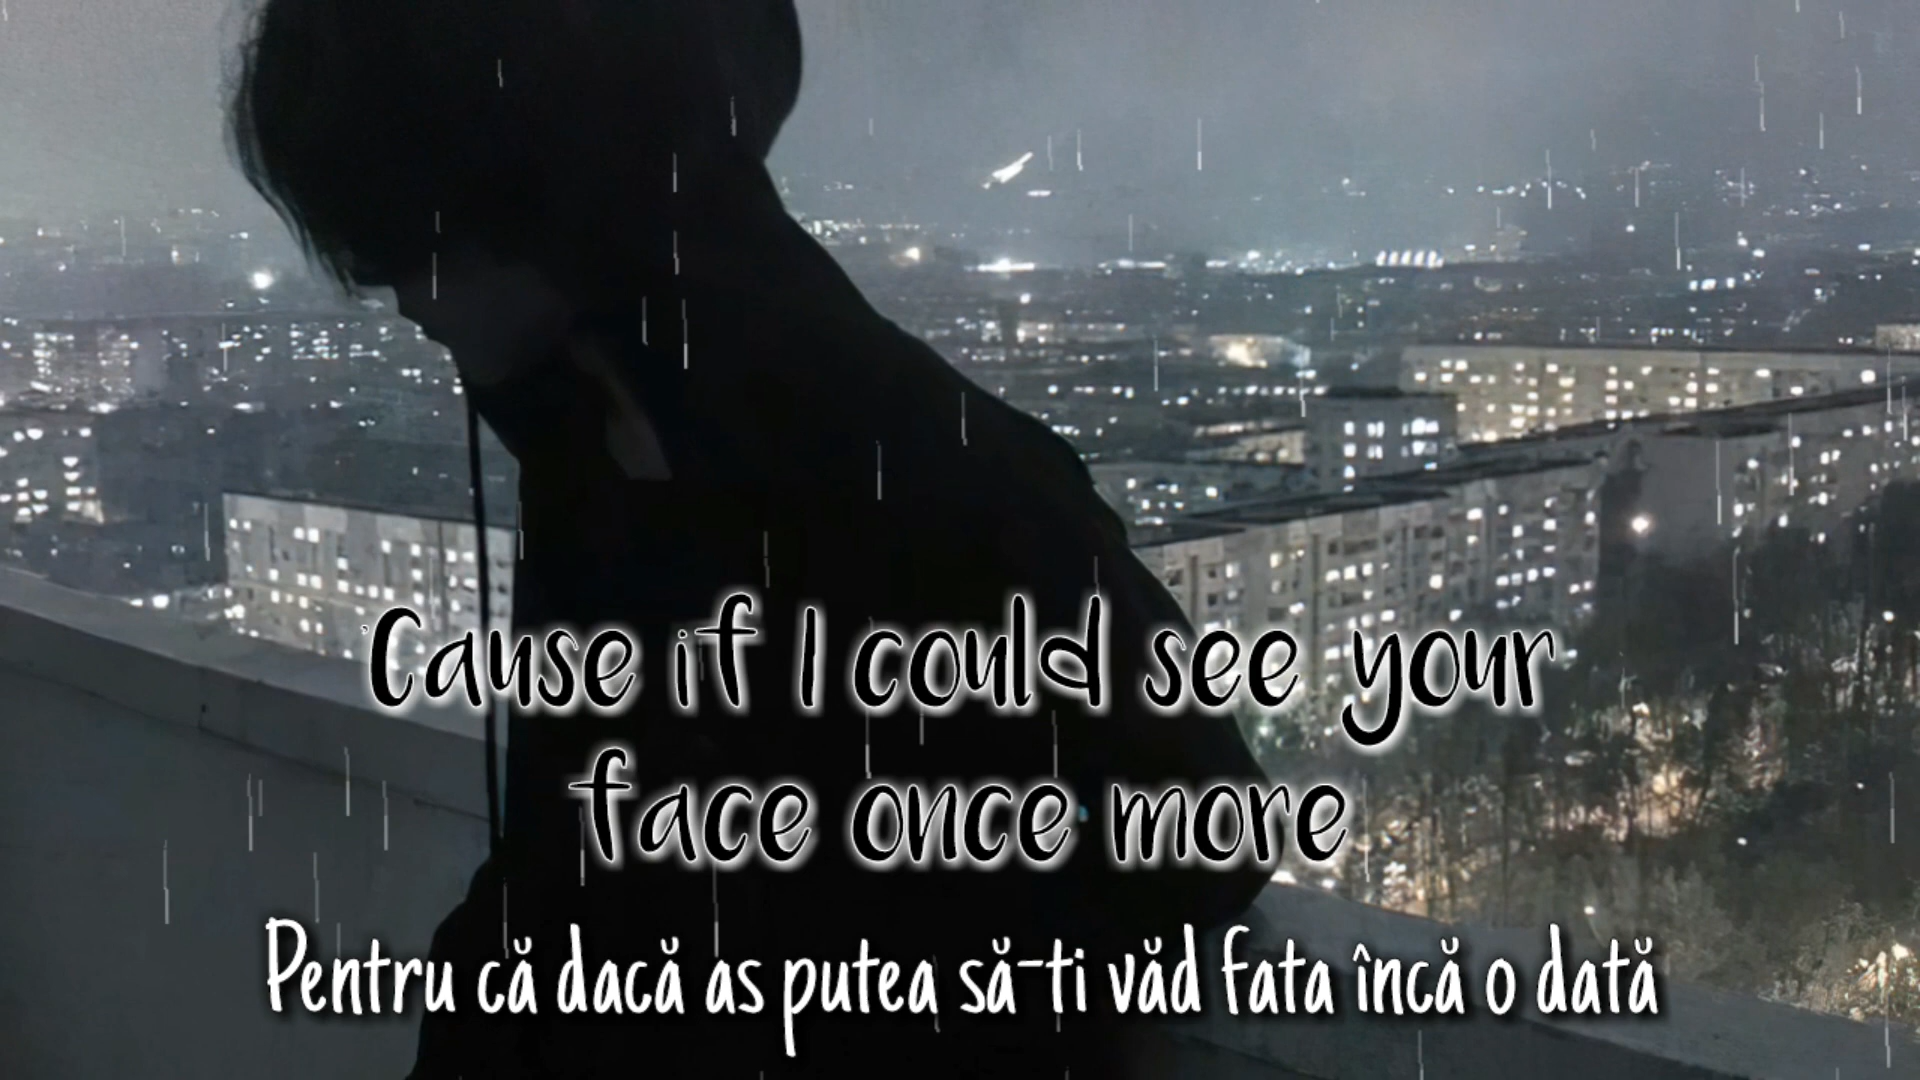 'Cause if I could see your
face once more
Pentru că dacă as putea să-ti văd fata încă o dată